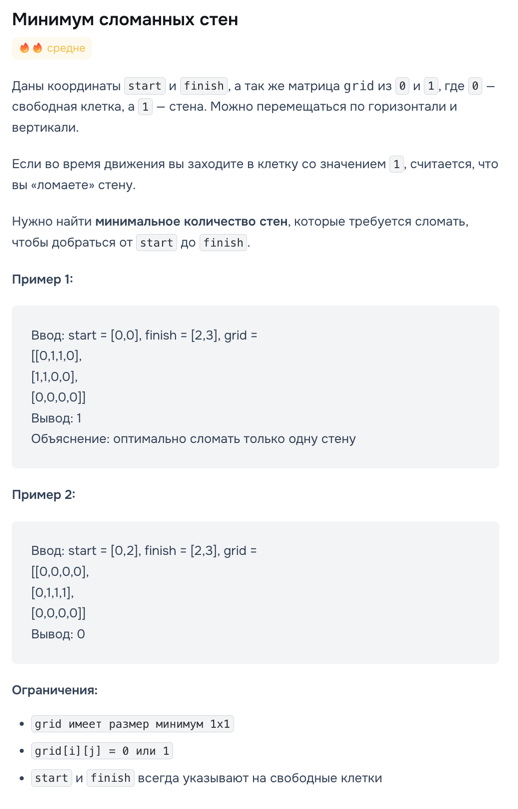 Минимум сломанных стен
🔥🔥 средне
Даны координаты start и finish, а так же матрица grid из 0 и 1, где 0 —
свободная клетка, а 1 — стена. Можно перемещаться по горизонтали и
вертикали.
Если во время движения вы заходите в клетку со значением 1, считается, что
вы «ломаете» стену.
Нужно найти минимальное количество стен, которые требуется сломать,
чтобы добраться от start до finish.
Пример 1:
Ввод: start = [0,0], finish = [2,3], grid =
[[0,1,1,0],
[1,1,0,0],
[0,0,0,0]]
Вывод: 1
Объяснение: оптимально сломать только одну стену
Пример 2:
Ввод: start = [0,2], finish = [2,3], grid =
[[0,0,0,0],
[0,1,1,1],
[0,0,0,0]]
Вывод: 0
Ограничения:
• grid имеет размер минимум 1x1
• grid[i][j] = 0 или 1
• start и finish всегда указывают на свободные клетки